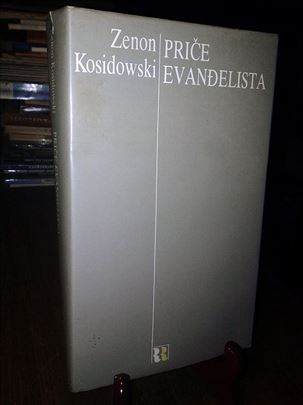 Zenon
Kosidowski
PRIČE
EVANĐELISTA